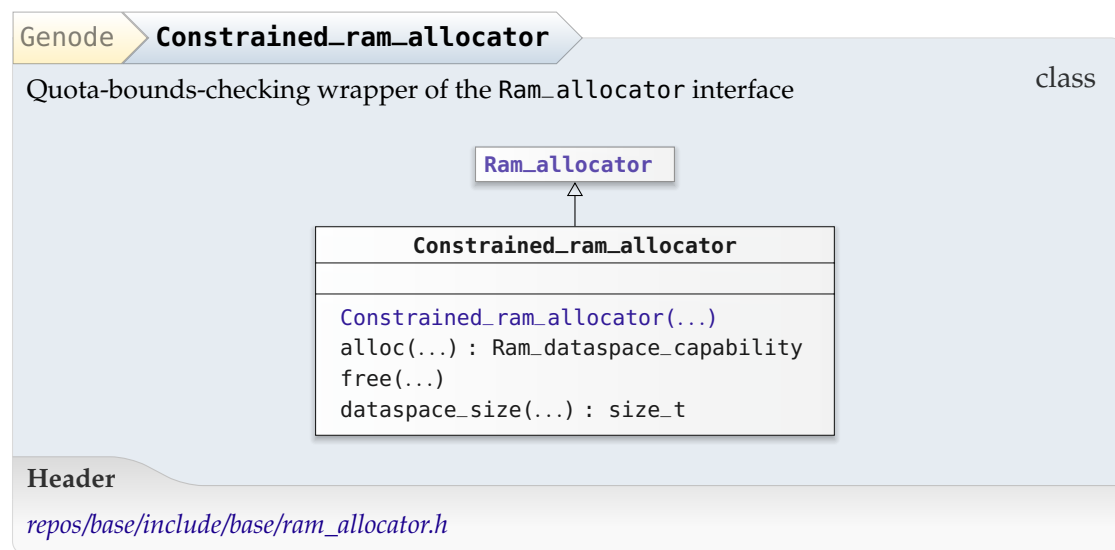 Genode Constrained_ram_allocator
Quota-bounds-checking wrapper of the Ram_allocator interface class
Ram_allocator
Constrained_ram_allocator
Constrained_ram_allocator(...)
alloc(...) : Ram_dataspace_capability
free(...)
dataspace_size(...) : size_t
Header
repos/base/include/base/ram_allocator.h